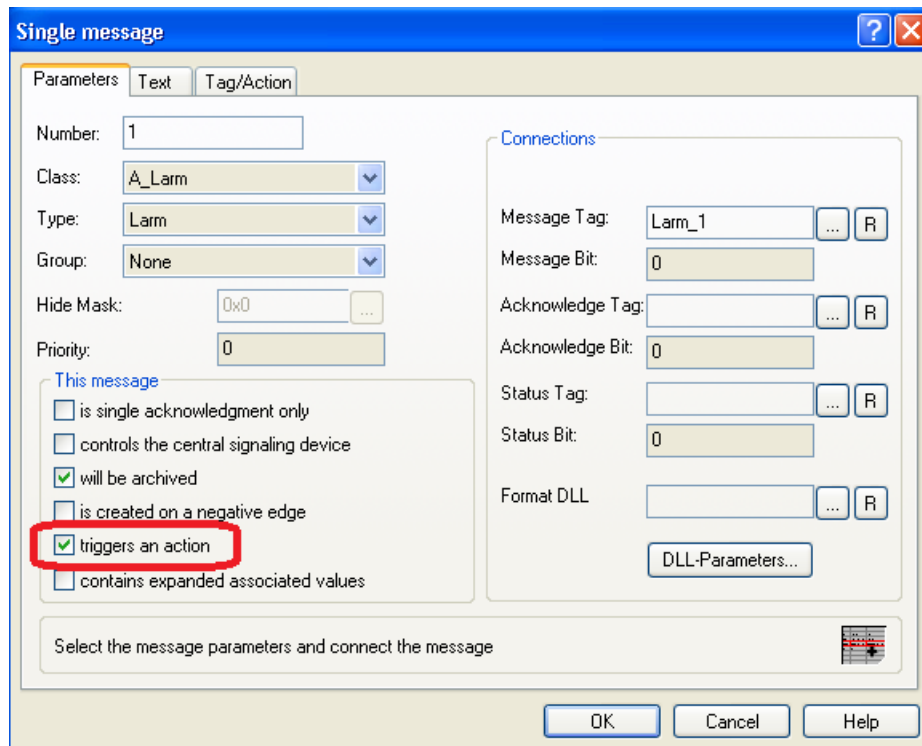 Single message
Parameters Text Tag/Action
Number: 1
Class: A_Larm
Type: Larm
Group: None
Hide Mask: 0x0 ...
Priority: 0
This message
is single acknowledgment only
controls the central signaling device
will be archived
is created on a negative edge
triggers an action
contains expanded associated values
Connections
Message Tag: Larm_1 ... R
Message Bit: 0
Acknowledge Tag: ... R
Acknowledge Bit: 0
Status Tag: ... R
Status Bit: 0
Format DLL ... R
DLL-Parameters...
Select the message parameters and connect the message
OK Cancel Help